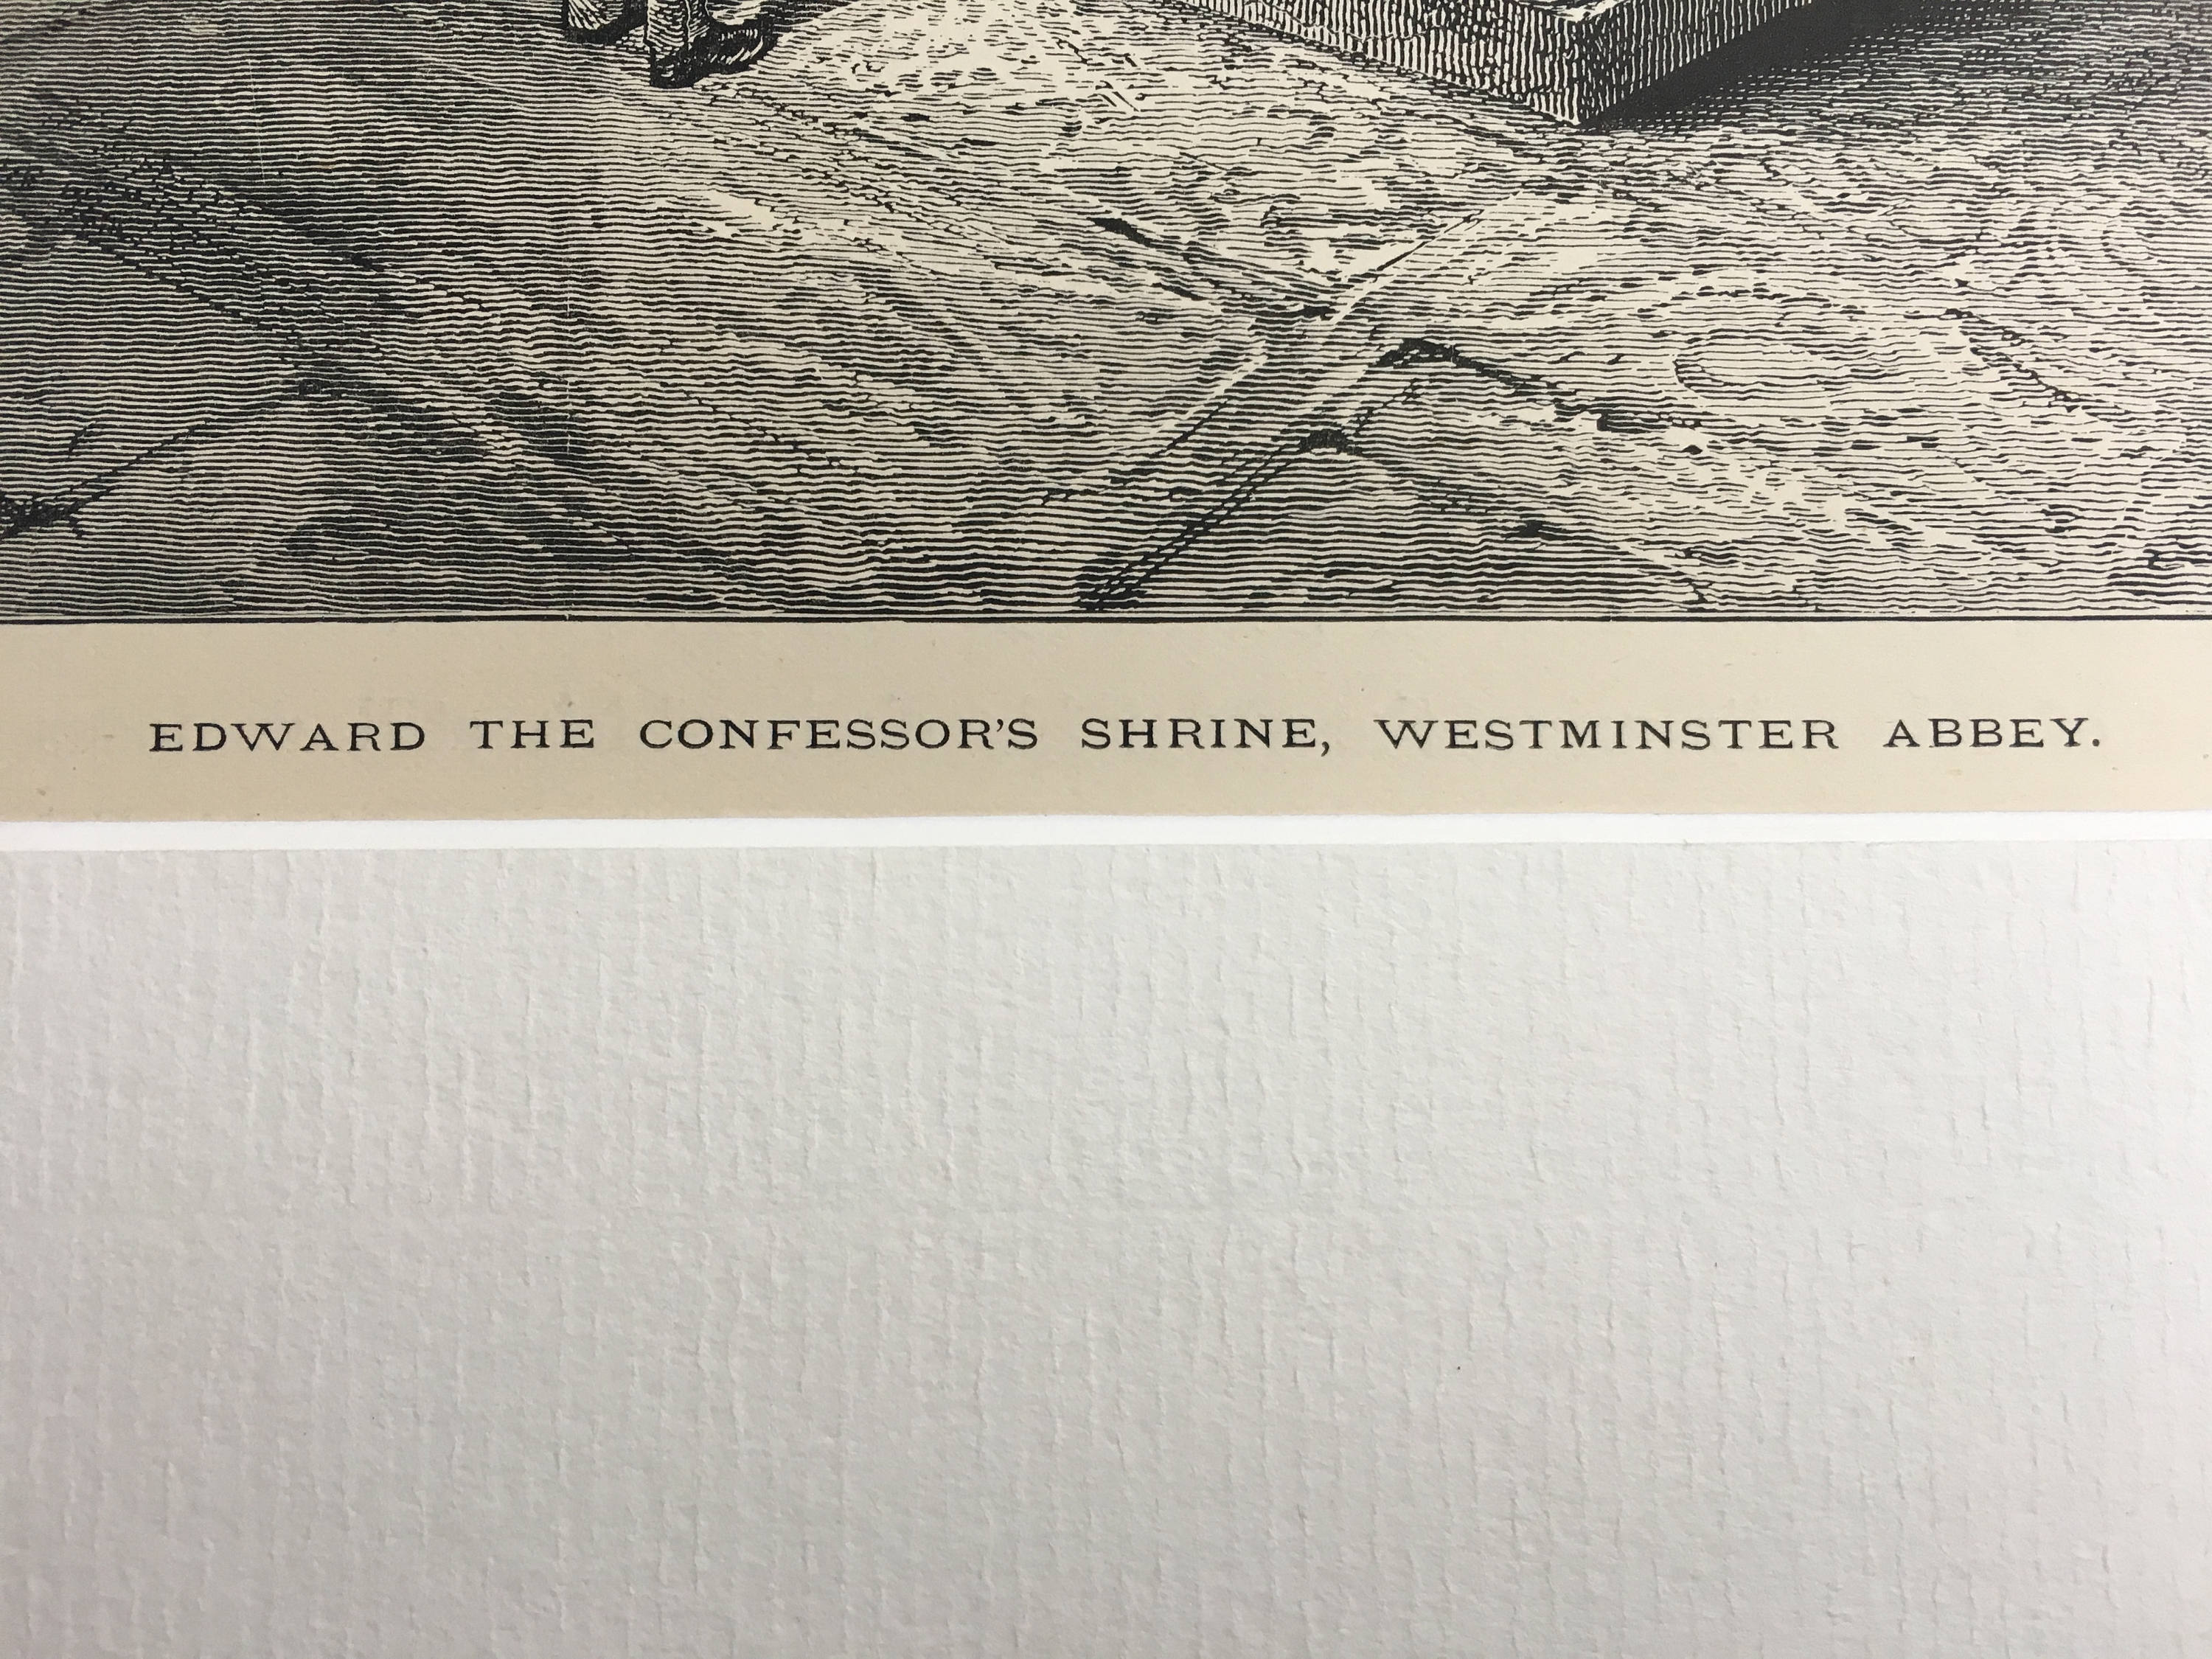 EDWARD THE CONFESSOR'S SHRINE, WESTMINSTER ABBEY.